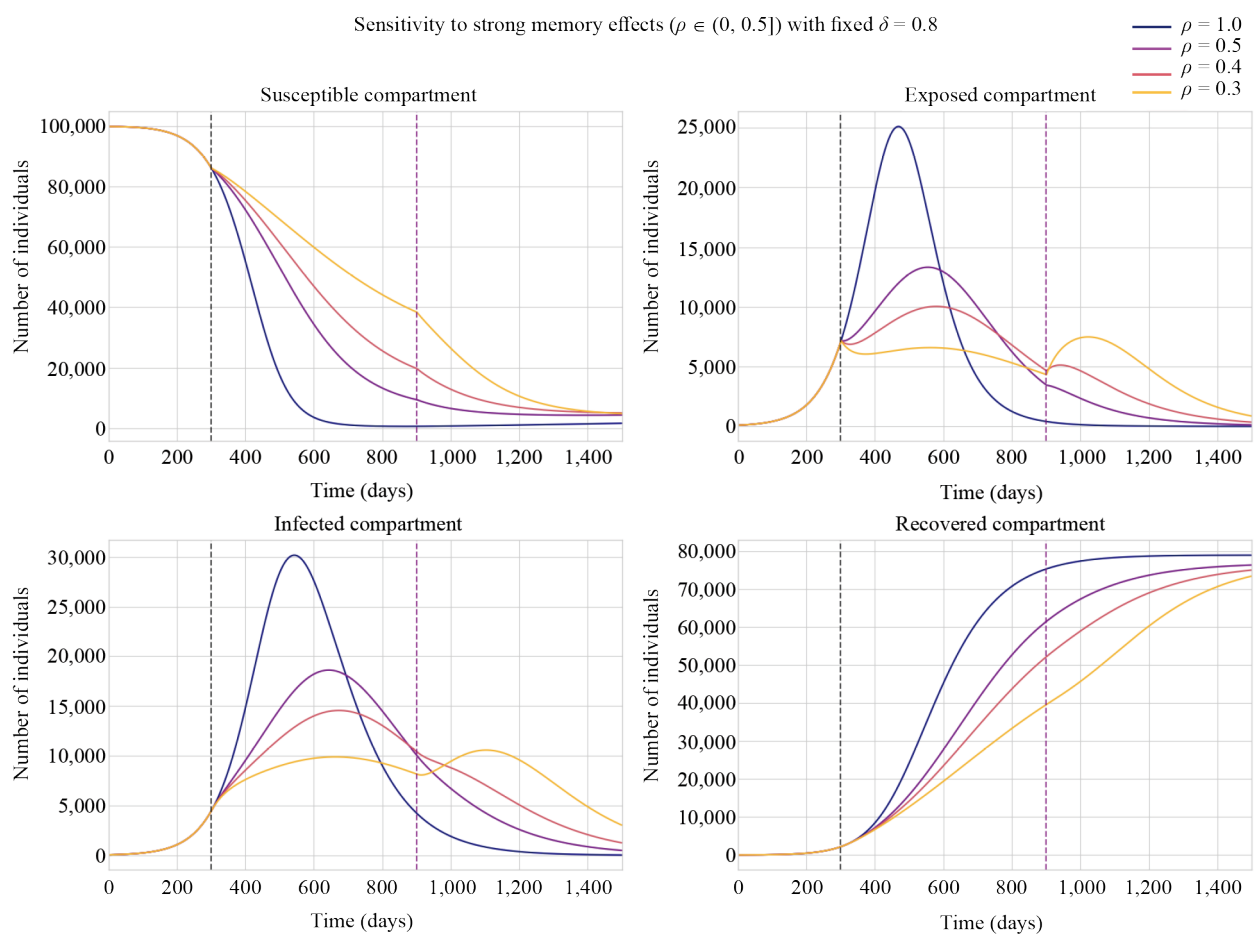 Sensitivity to strong memory effects (ρ ∈ (0, 0.5]) with fixed δ = 0.8
ρ = 1.0
ρ = 0.5
ρ = 0.4
ρ = 0.3
Susceptible compartment
Number of individuals
100,000
80,000
60,000
40,000
20,000
0
0 200 400 600 800 1,000 1,200 1,400
Time (days)
Exposed compartment
Number of individuals
25,000
20,000
15,000
10,000
5,000
0
0 200 400 600 800 1,000 1,200 1,400
Time (days)
Infected compartment
Number of individuals
30,000
25,000
20,000
15,000
10,000
5,000
0
0 200 400 600 800 1,000 1,200 1,400
Time (days)
Recovered compartment
Number of individuals
80,000
70,000
60,000
50,000
40,000
30,000
20,000
10,000
0
0 200 400 600 800 1,000 1,200 1,400
Time (days)